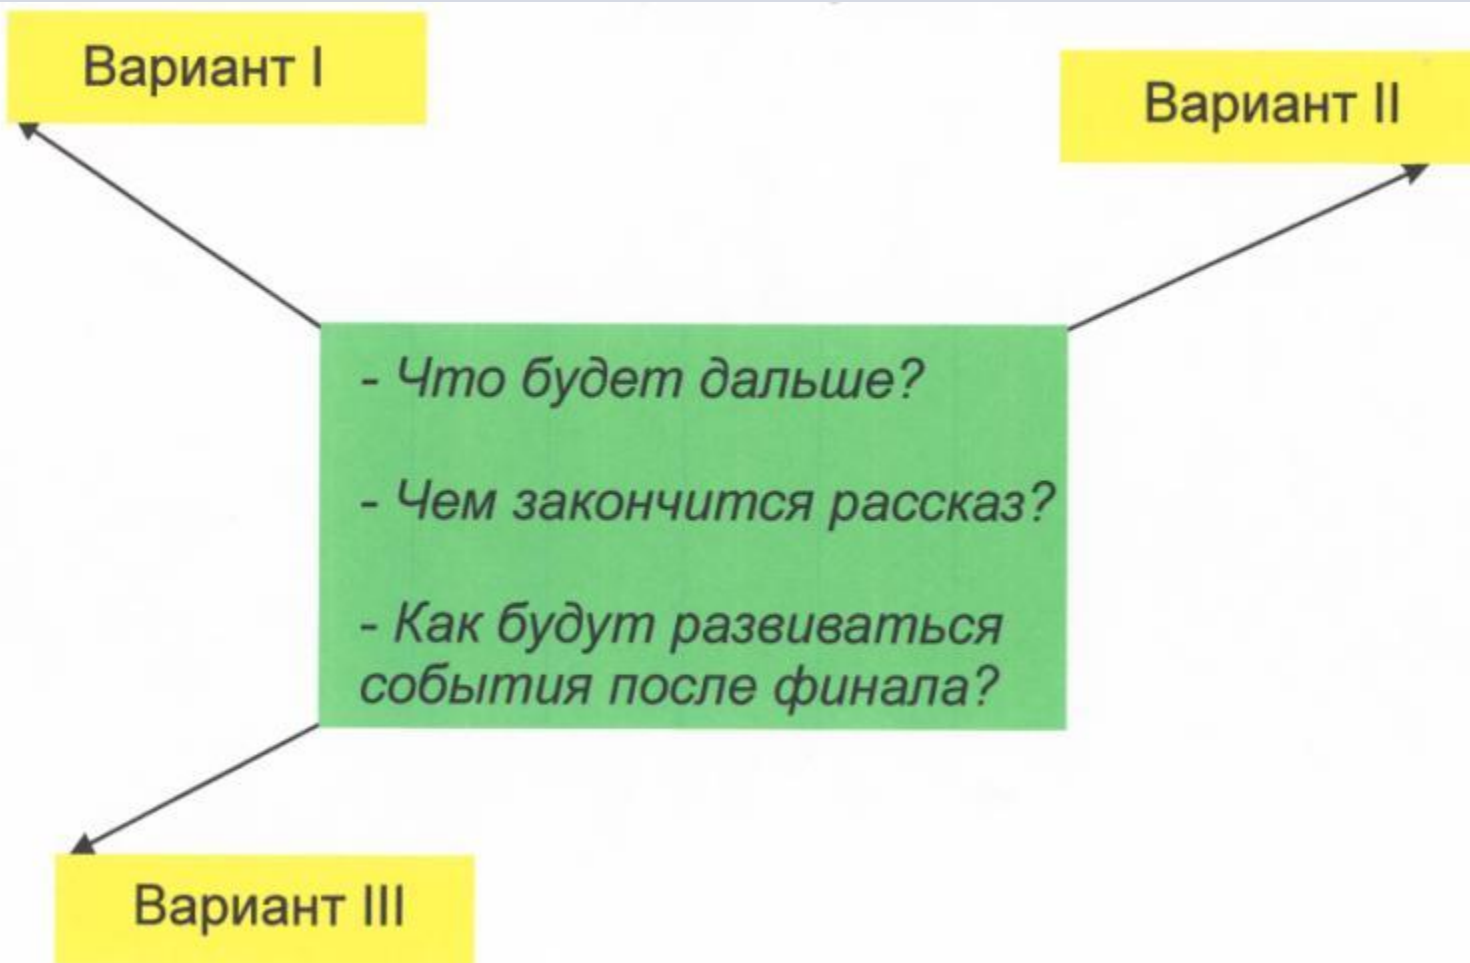 Вариант I
Вариант II
- Что будет дальше?
- Чем закончится рассказ?
- Как будут развиваться
события после финала?
Вариант III